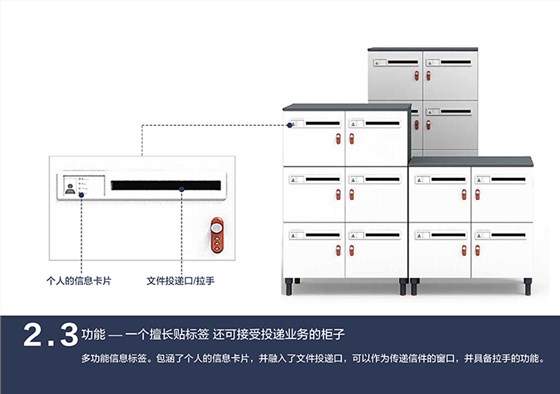 个人的信息卡片
文件投递口/拉手
2.3 功能 — 一个擅长贴标签 还可接受投递业务的柜子
多功能信息标签。包涵了个人的信息卡片，并融入了文件投递口，可以作为传递信件的窗口，并具备拉手的功能。